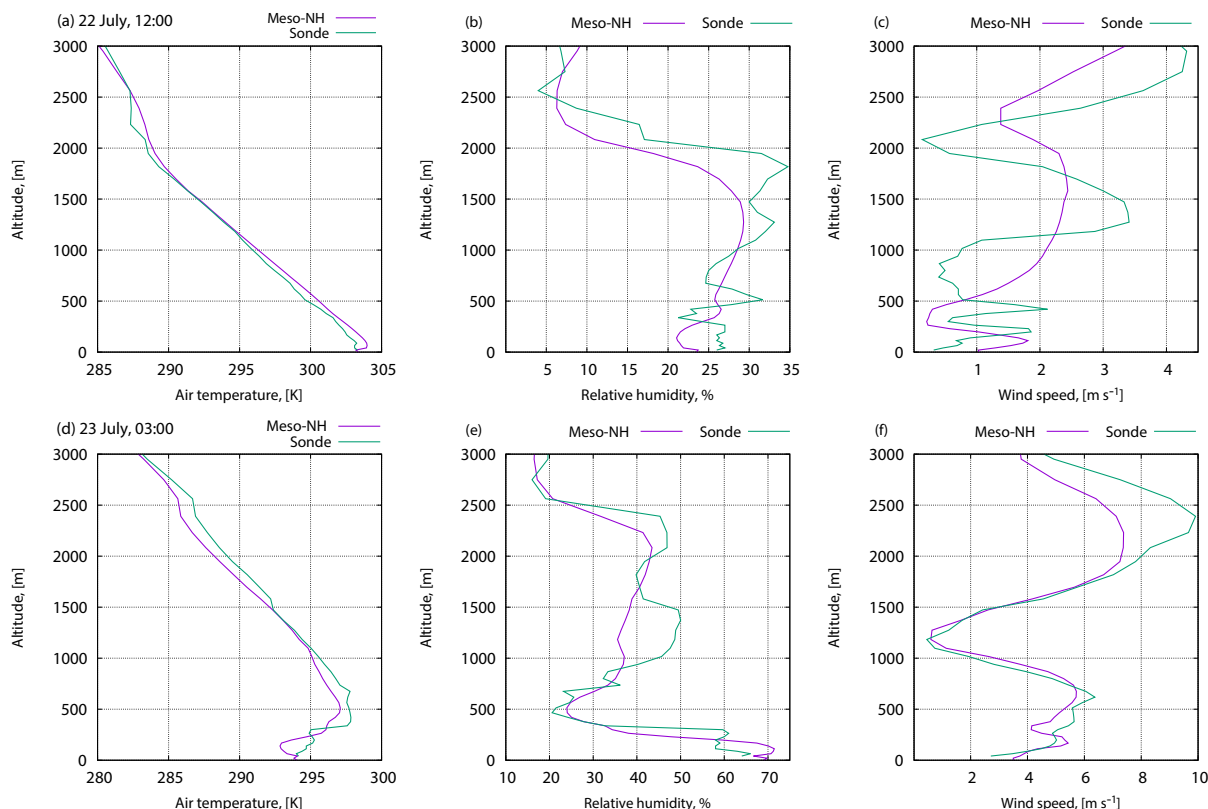 (a) 22 July, 12:00
Meso-NH
Sonde
3000
2500
2000
1500
1000
500
0
Altitude, [m]
285 290 295 300 305
Air temperature, [K]
(b)
Meso-NH Sonde
3000
2500
2000
1500
1000
500
0
Altitude, [m]
5 10 15 20 25 30 35
Relative humidity, %
(c)
Meso-NH Sonde
3000
2500
2000
1500
1000
500
0
Altitude, [m]
1 2 3 4
Wind speed, [m s⁻¹]
(d) 23 July, 03:00
Meso-NH
Sonde
3000
2500
2000
1500
1000
500
0
Altitude, [m]
280 285 290 295 300
Air temperature, [K]
(e)
Meso-NH Sonde
3000
2500
2000
1500
1000
500
0
Altitude, [m]
10 20 30 40 50 60 70
Relative humidity, %
(f)
Meso-NH Sonde
3000
2500
2000
1500
1000
500
0
Altitude, [m]
2 4 6 8 10
Wind speed, [m s⁻¹]